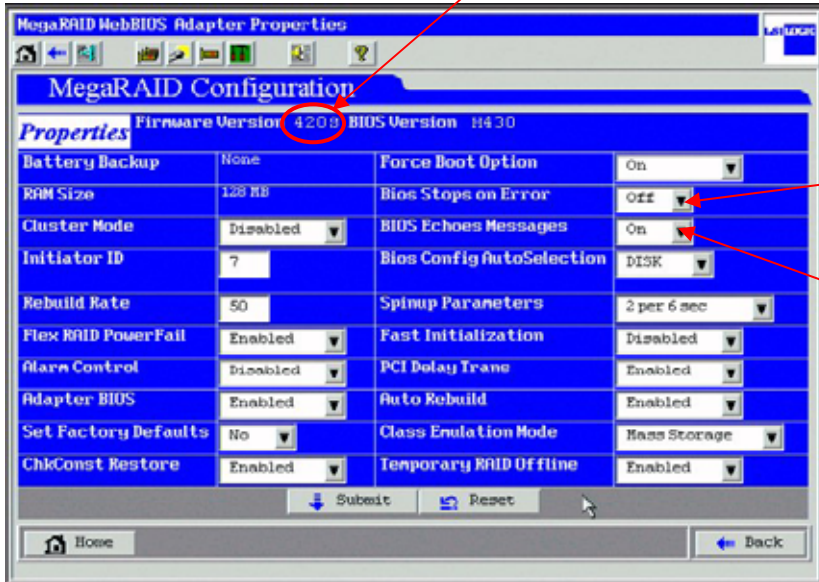 MegaRAID WebBIOS Adapter Properties
LSI LOGIC
MegaRAID Configuration
Properties Firmware Version 4209 BIOS Version H430
Battery Backup None Force Boot Option On
RAM Size 128 MB Bios Stops on Error Off
Cluster Mode Disabled BIOS Echoes Messages On
Initiator ID 7 Bios Config AutoSelection DISK
Rebuild Rate 50 Spinup Parameters 2 per 6 sec
Flex RAID PowerFail Enabled Fast Initialization Disabled
Alarm Control Disabled PCI Delay Trans Enabled
Adapter BIOS Enabled Auto Rebuild Enabled
Set Factory Defaults No Class Emulation Mode Mass Storage
ChkConst Restore Enabled Temporary RAID Offline Enabled
Submit Reset
Home Back